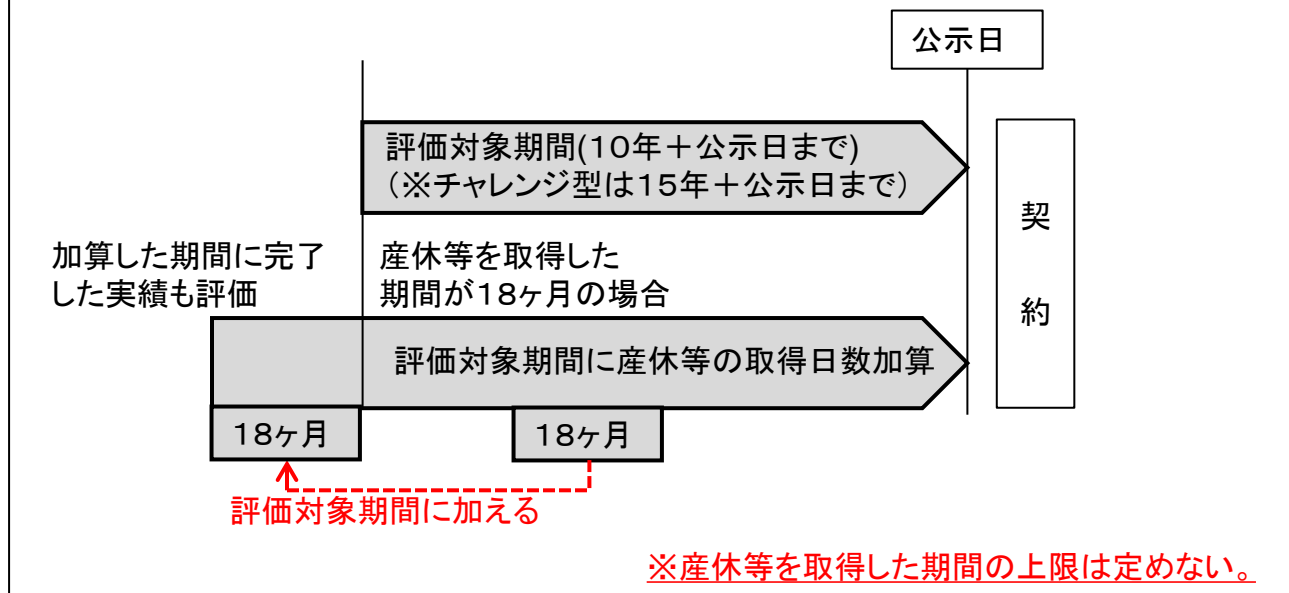 公示日
評価対象期間(１０年＋公示日まで)
（※チャレンジ型は１５年＋公示日まで）
契
約
加算した期間に完了
した実績も評価
産休等を取得した
期間が１８ヶ月の場合
評価対象期間に産休等の取得日数加算
１８ヶ月
１８ヶ月
評価対象期間に加える
※産休等を取得した期間の上限は定めない。